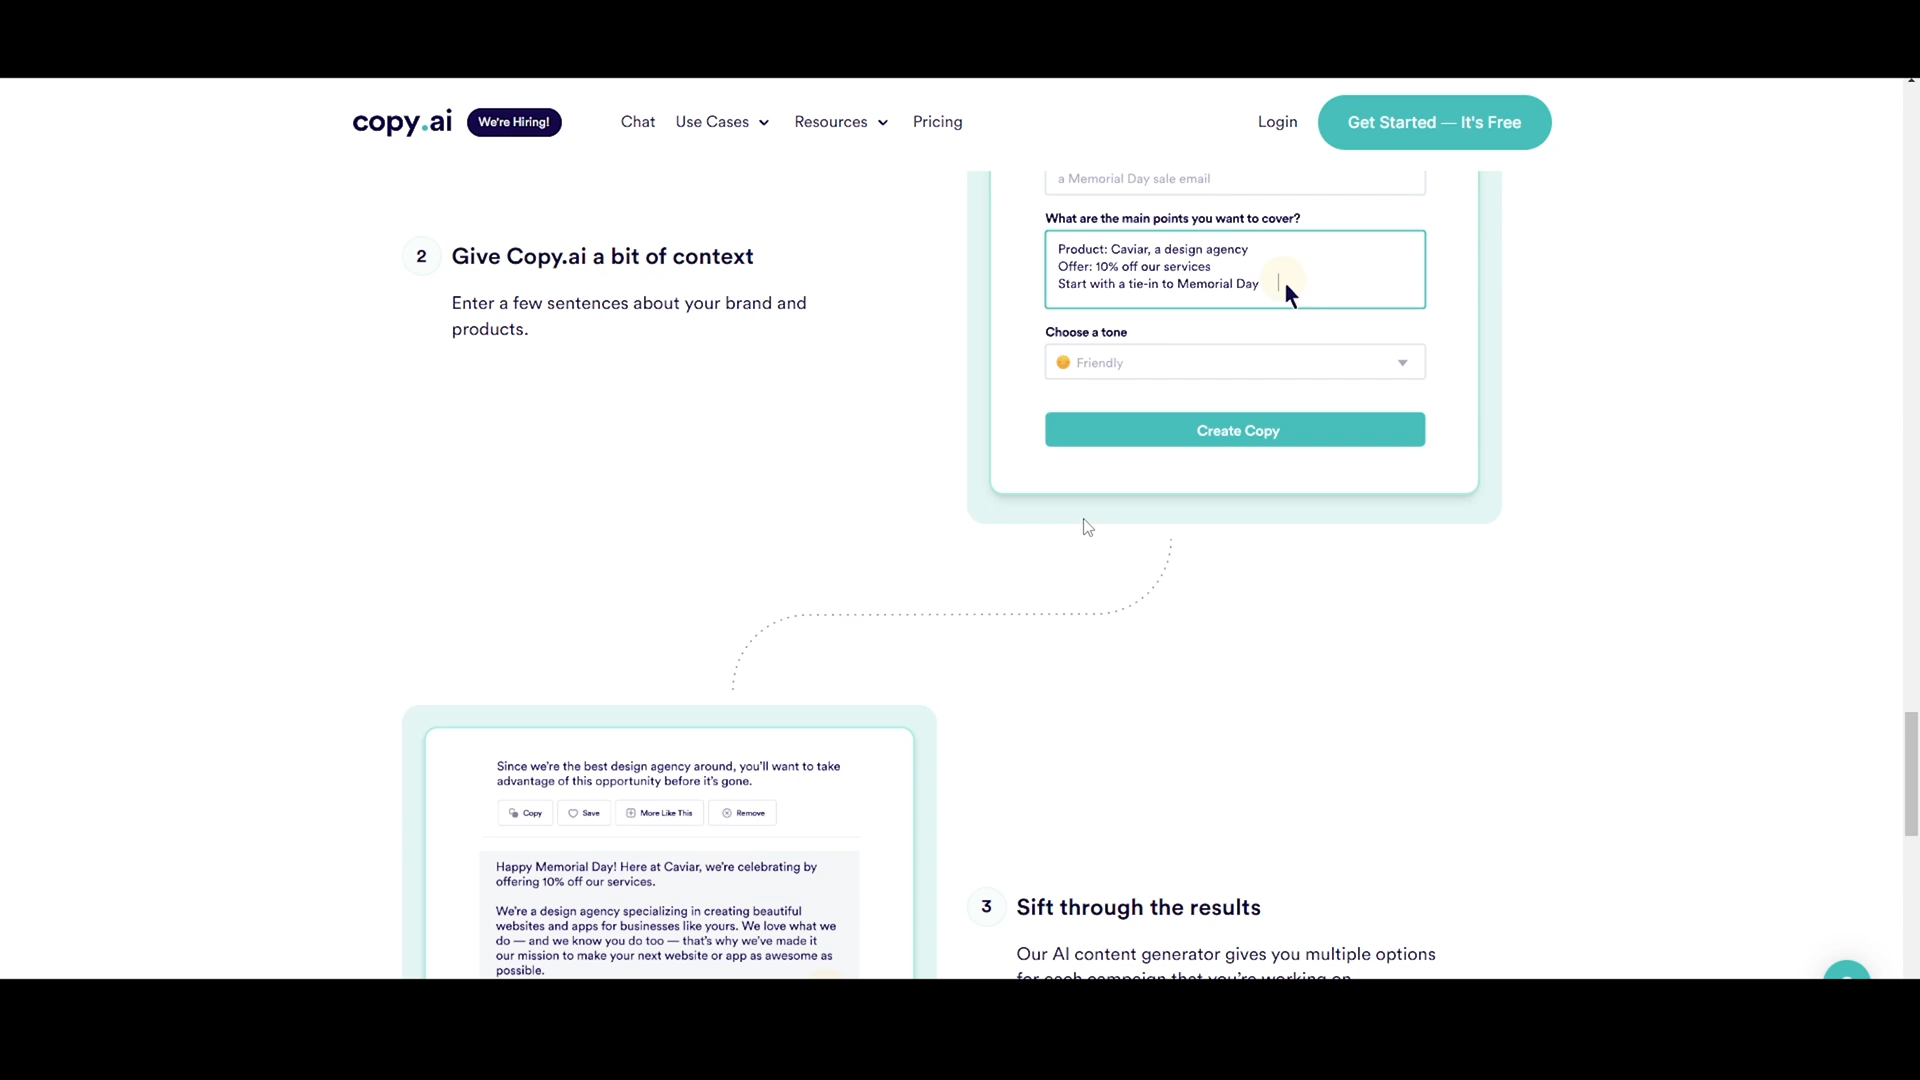 copy.ai We're Hiring! Chat Use Cases Resources Pricing Login Get Started — It's Free
a Memorial Day sale email
What are the main points you want to cover?
Product: Caviar, a design agency
Offer: 10% off our services
Start with a tie-in to Memorial Day
Choose a tone
Friendly
Create Copy
2 Give Copy.ai a bit of context
Enter a few sentences about your brand and
products.
Since we're the best design agency around, you'll want to take
advantage of this opportunity before it's gone.
Copy Save More Like This Remove
Happy Memorial Day! Here at Caviar, we're celebrating by
offering 10% off our services.
We're a design agency specializing in creating beautiful
websites and apps for businesses like yours. We love what we
do — and we know you do too — that's why we've made it
our mission to make your next website or app as awesome as
possible.
3 Sift through the results
Our AI content generator gives you multiple options
for each campaign that you're working on